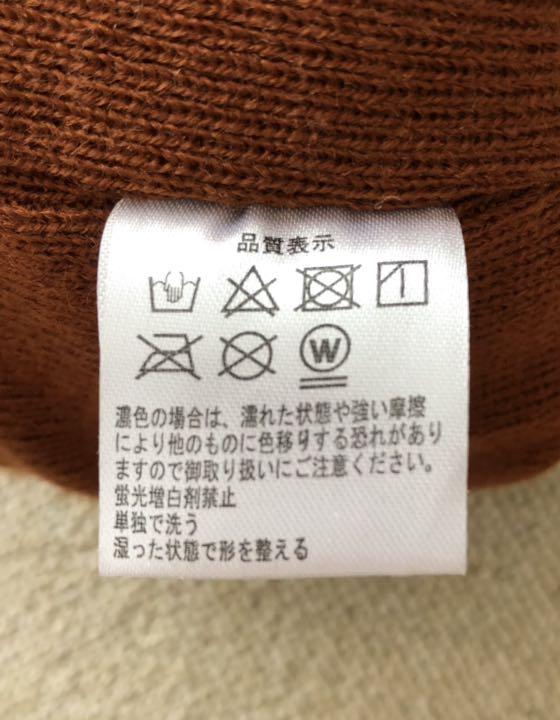 品質表示
W
濃色の場合は、濡れた状態や強い摩擦
により他のものに色移りする恐れがあり
ますので御取り扱いにご注意ください。
蛍光増白剤禁止
単独で洗う
湿った状態で形を整える